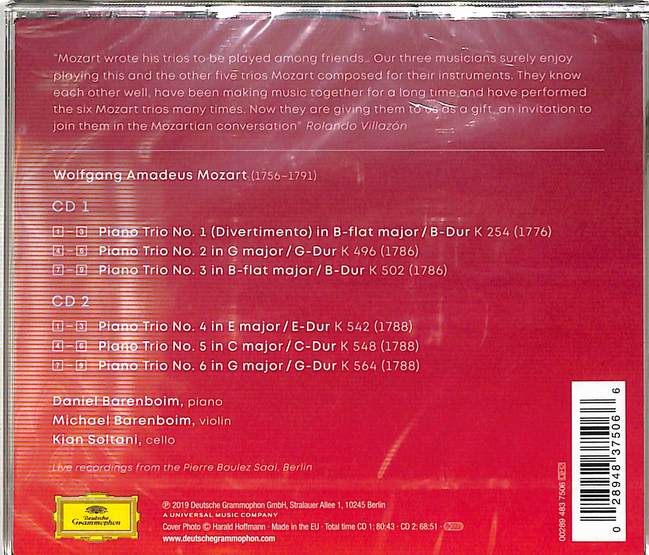 "Mozart wrote his trios to be played among friends… Our three musicians surely enjoy
playing this and the other five trios Mozart composed for their instruments. They know
each other well, have been making music together for a long time and have performed
the six Mozart trios many times. Now they are giving them to us as a gift, an invitation to
join them in the Mozartian conversation" Rolando Villazón
Wolfgang Amadeus Mozart (1756–1791)
CD 1
1 – 3 Piano Trio No. 1 (Divertimento) in B-flat major / B-Dur K 254 (1776)
4 – 6 Piano Trio No. 2 in G major / G-Dur K 496 (1786)
7 – 9 Piano Trio No. 3 in B-flat major / B-Dur K 502 (1786)
CD 2
1 – 3 Piano Trio No. 4 in E major / E-Dur K 542 (1788)
4 – 6 Piano Trio No. 5 in C major / C-Dur K 548 (1788)
7 – 9 Piano Trio No. 6 in G major / G-Dur K 564 (1788)
Daniel Barenboim, piano
Michael Barenboim, violin
Kian Soltani, cello
Live recordings from the Pierre Boulez Saal, Berlin
Deutsche
Grammophon
℗ 2019 Deutsche Grammophon GmbH, Stralauer Allee 1, 10245 Berlin
A UNIVERSAL MUSIC COMPANY
Cover Photo © Harald Hoffmann · Made in the EU · Total time CD 1: 80:43 · CD 2: 68:51 ·
www.deutschegrammophon.com
00289 483 7506
0 28948 37506 6